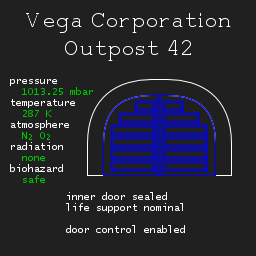 Vega Corporation
Outpost 42
pressure
1013.25 mbar
temperature
287 K
atmosphere
N₂ O₂
radiation
none
biohazard
safe
inner door sealed
life support nominal
door control enabled